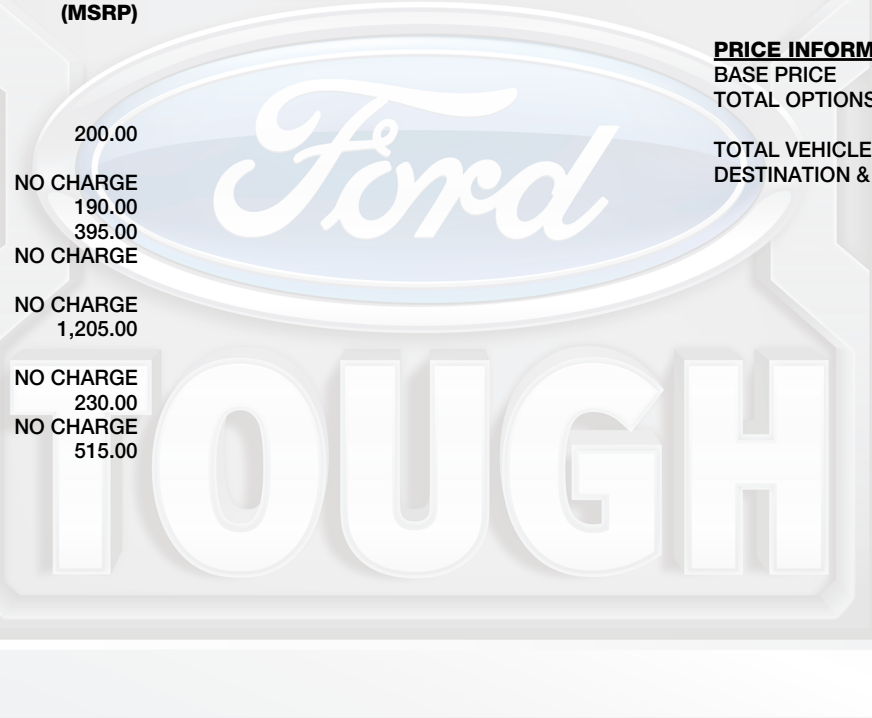 (MSRP)
200.00
NO CHARGE
190.00
395.00
NO CHARGE
NO CHARGE
1,205.00
NO CHARGE
230.00
NO CHARGE
515.00
PRICE INFORM
BASE PRICE
TOTAL OPTIONS
TOTAL VEHICLE
DESTINATION &
Ford
TOUGH